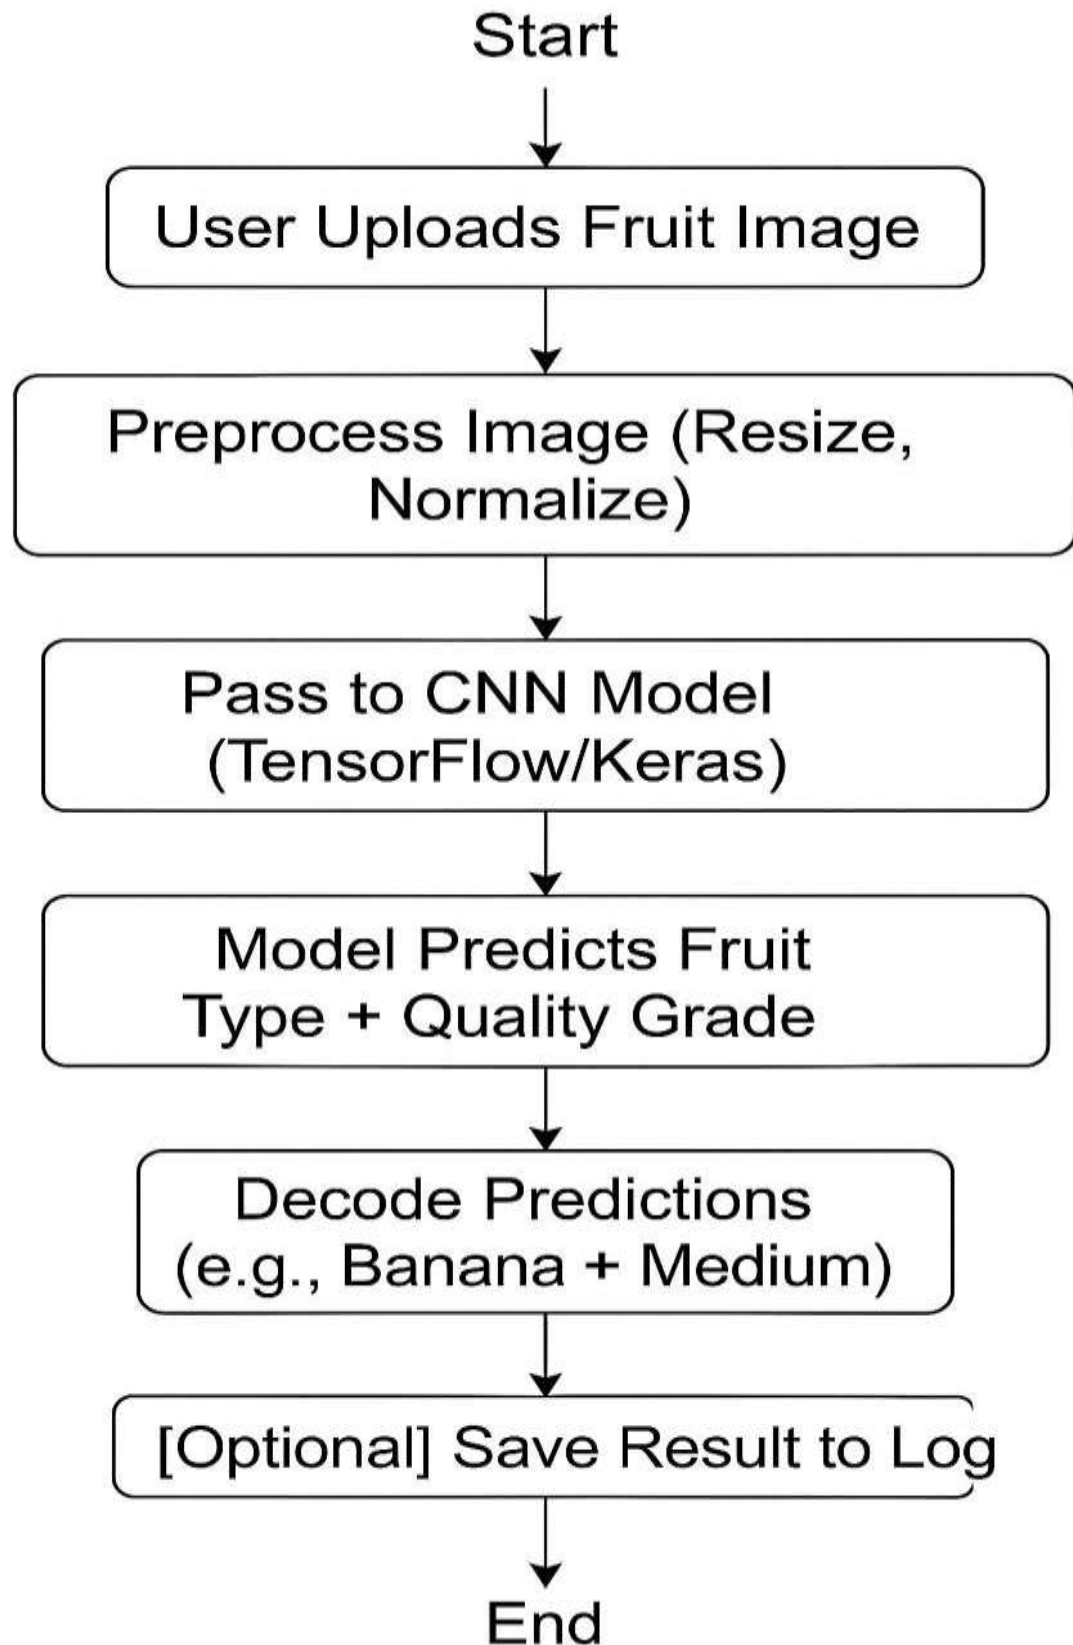 Start
User Uploads Fruit Image
Preprocess Image (Resize,
Normalize)
Pass to CNN Model
(TensorFlow/Keras)
Model Predicts Fruit
Type + Quality Grade
Decode Predictions
(e.g., Banana + Medium)
[Optional] Save Result to Log
End